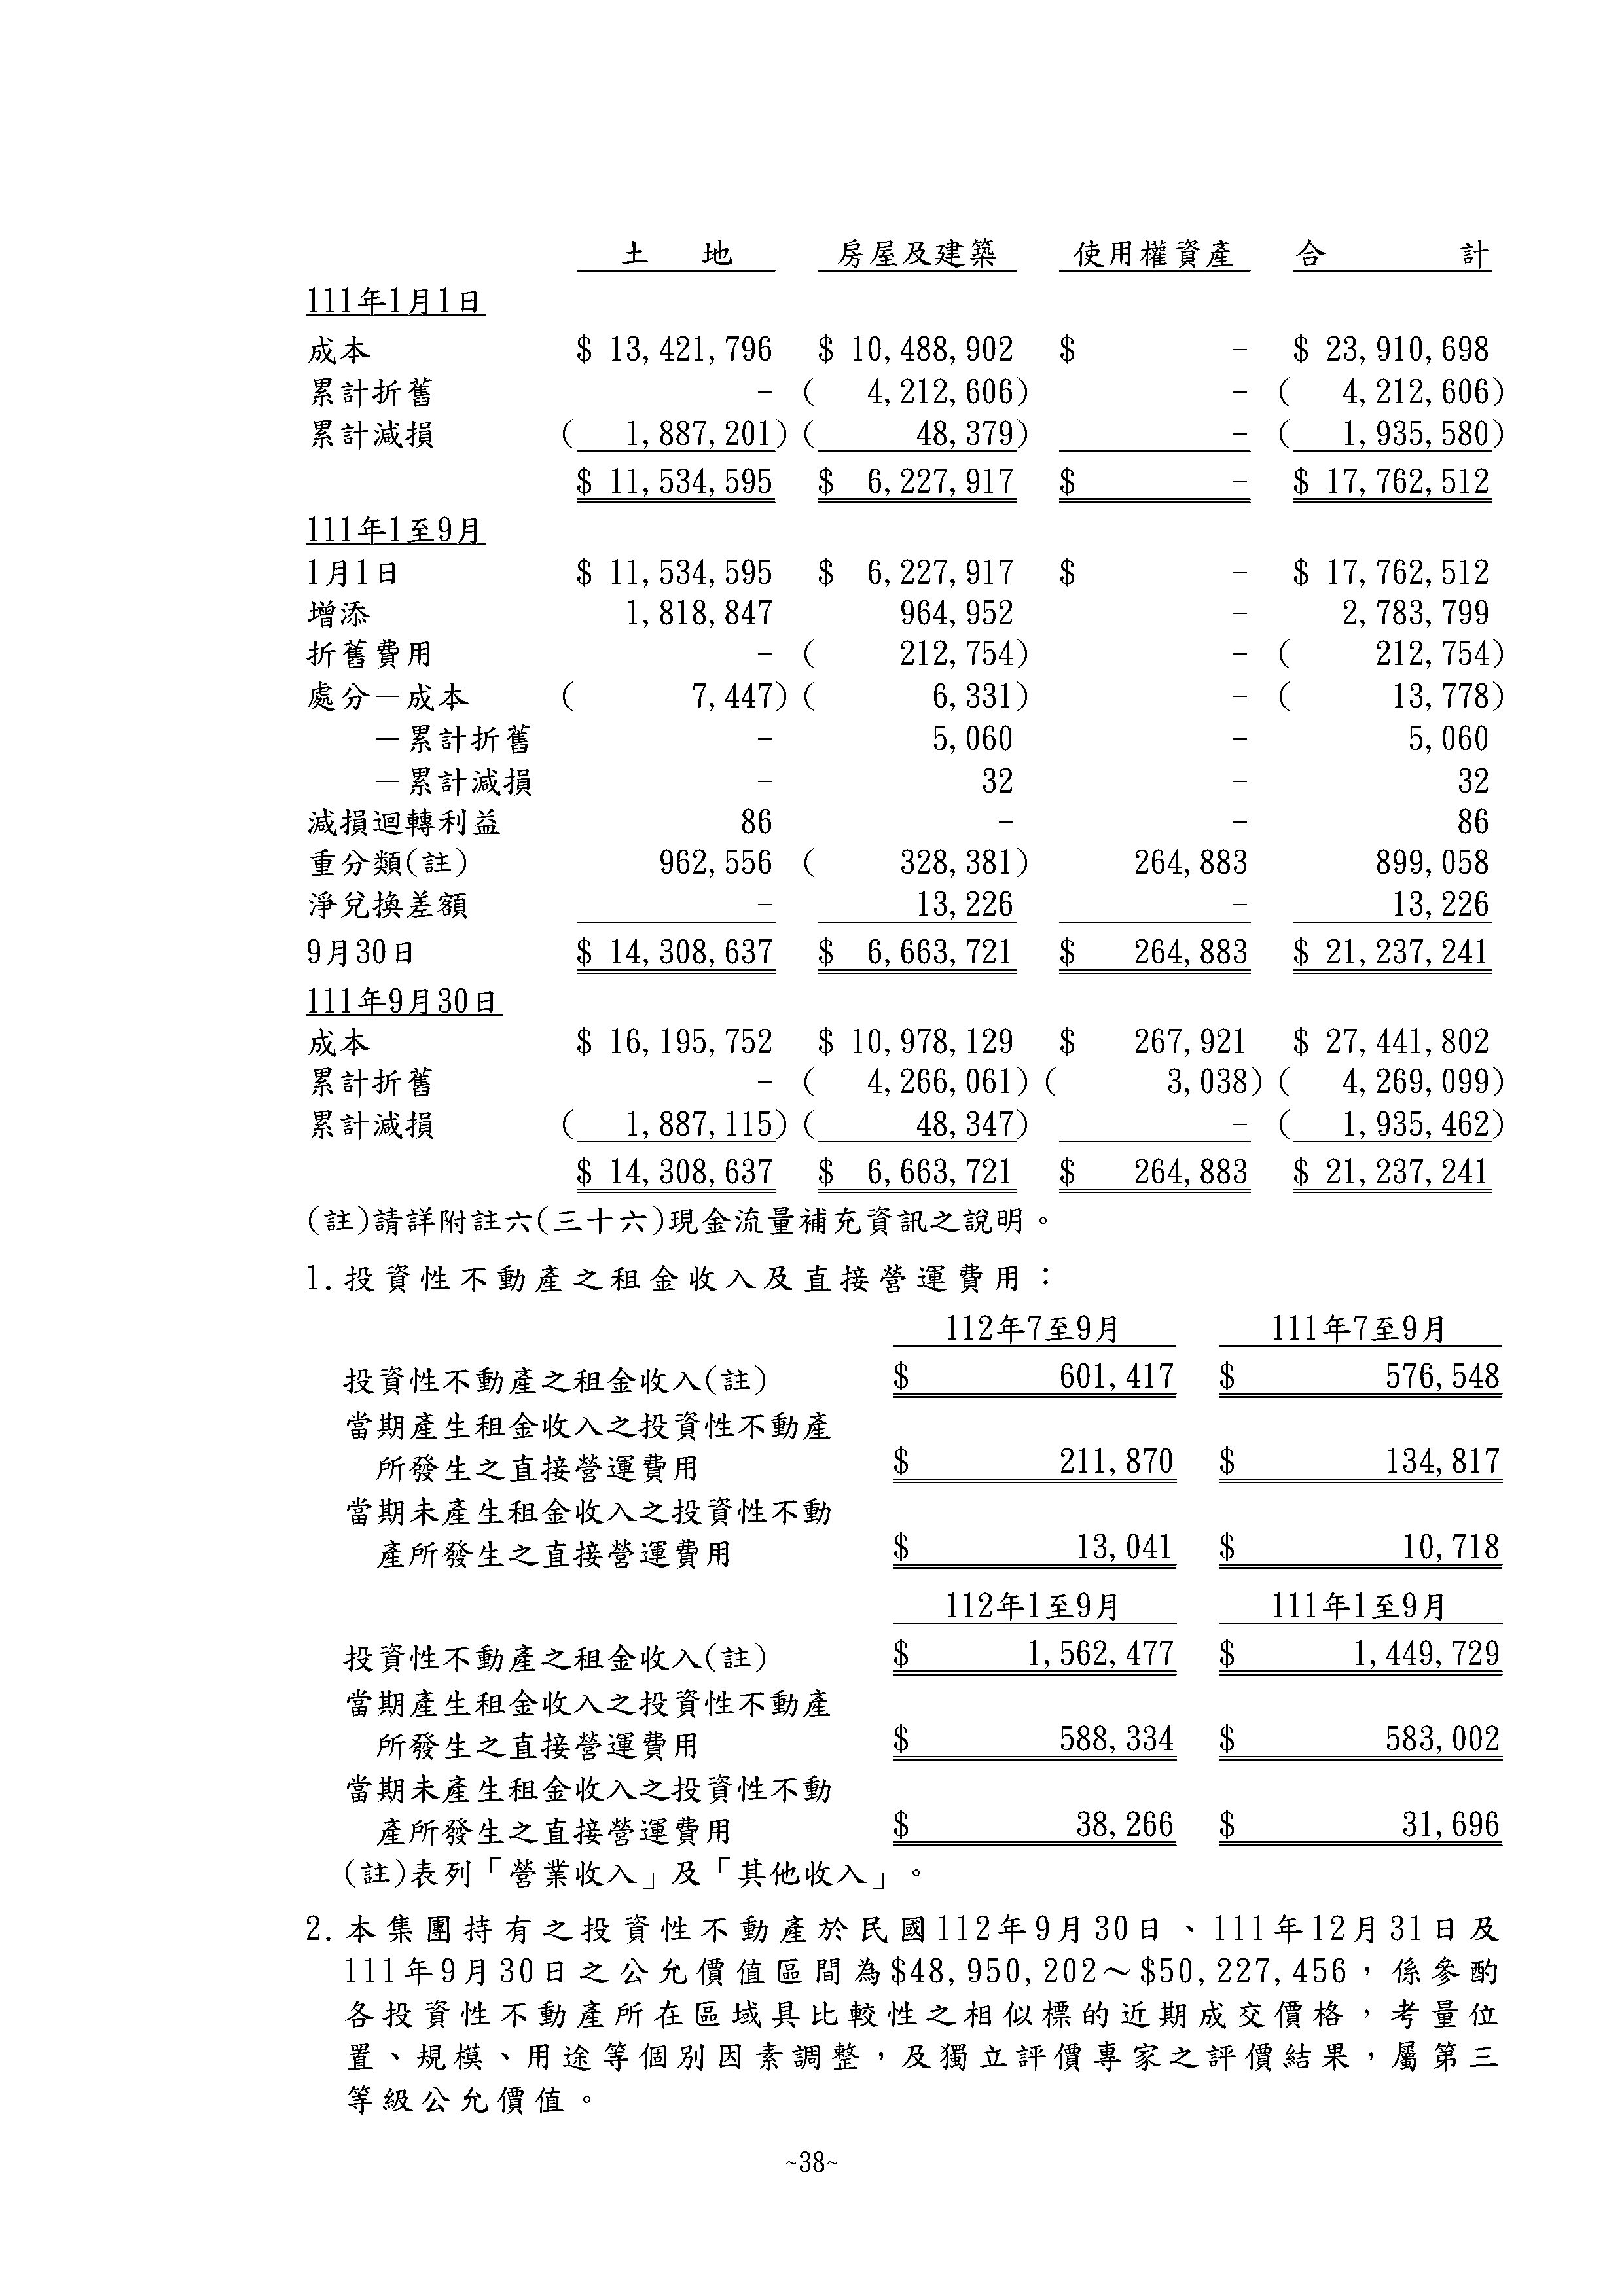 土　　地　房屋及建築　使用權資產　合　　　　計
111年1月1日
成本 $ 13,421,796 $ 10,488,902 $ - $ 23,910,698
累計折舊 - ( 4,212,606) - ( 4,212,606)
累計減損 ( 1,887,201) ( 48,379) - ( 1,935,580)
$ 11,534,595 $ 6,227,917 $ - $ 17,762,512
111年1至9月
1月1日 $ 11,534,595 $ 6,227,917 $ - $ 17,762,512
增添 1,818,847 964,952 - 2,783,799
折舊費用 - ( 212,754) - ( 212,754)
處分－成本 ( 7,447) ( 6,331) - ( 13,778)
－累計折舊 - 5,060 - 5,060
－累計減損 - 32 - 32
減損迴轉利益 86 - - 86
重分類(註) 962,556 ( 328,381) 264,883 899,058
淨兌換差額 - 13,226 - 13,226
9月30日 $ 14,308,637 $ 6,663,721 $ 264,883 $ 21,237,241
111年9月30日
成本 $ 16,195,752 $ 10,978,129 $ 267,921 $ 27,441,802
累計折舊 - ( 4,266,061) ( 3,038) ( 4,269,099)
累計減損 ( 1,887,115) ( 48,347) - ( 1,935,462)
$ 14,308,637 $ 6,663,721 $ 264,883 $ 21,237,241
(註)請詳附註六(三十六)現金流量補充資訊之說明。
1.投資性不動產之租金收入及直接營運費用：
112年7至9月 111年7至9月
投資性不動產之租金收入(註) $ 601,417 $ 576,548
當期產生租金收入之投資性不動產
所發生之直接營運費用 $ 211,870 $ 134,817
當期未產生租金收入之投資性不動
產所發生之直接營運費用 $ 13,041 $ 10,718
112年1至9月 111年1至9月
投資性不動產之租金收入(註) $ 1,562,477 $ 1,449,729
當期產生租金收入之投資性不動產
所發生之直接營運費用 $ 588,334 $ 583,002
當期未產生租金收入之投資性不動
產所發生之直接營運費用 $ 38,266 $ 31,696
(註)表列「營業收入」及「其他收入」。
2.本集團持有之投資性不動產於民國112年9月30日、111年12月31日及
111年9月30日之公允價值區間為$48,950,202～$50,227,456，係參酌
各投資性不動產所在區域具比較性之相似標的近期成交價格，考量位
置、規模、用途等個別因素調整，及獨立評價專家之評價結果，屬第三
等級公允價值。
~38~